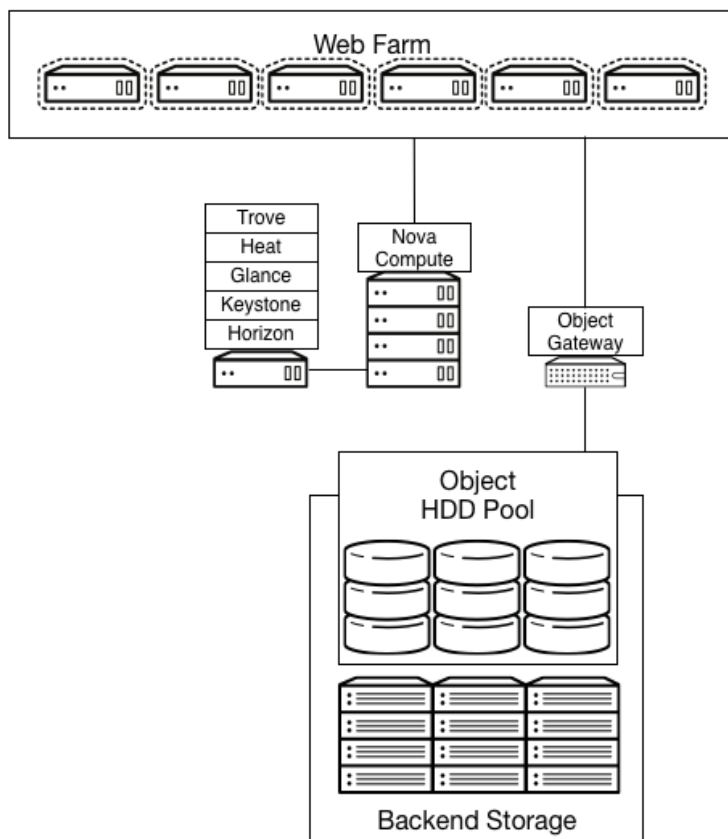 Web Farm
Trove
Heat
Glance
Keystone
Horizon
Nova
Compute
Object
Gateway
Object
HDD Pool
Backend Storage